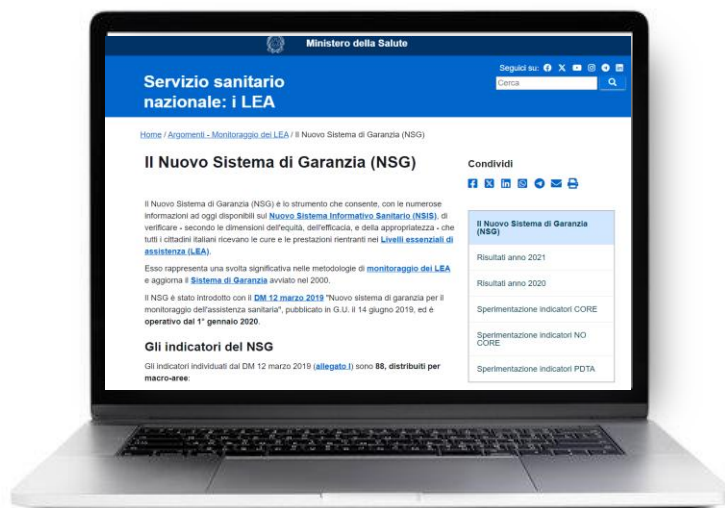 Ministero della Salute
Servizio sanitario
nazionale: i LEA
Seguici su:
Cerca
Home / Argomenti - Monitoraggio dei LEA / Il Nuovo Sistema di Garanzia (NSG)
Il Nuovo Sistema di Garanzia (NSG)
Il Nuovo Sistema di Garanzia (NSG) è lo strumento che consente, con le numerose
informazioni ad oggi disponibili sul Nuovo Sistema Informativo Sanitario (NSIS), di
verificare - secondo le dimensioni dell'equità, dell'efficacia, e della appropriatezza - che
tutti i cittadini italiani ricevano le cure e le prestazioni rientranti nei Livelli essenziali di
assistenza (LEA).
Esso rappresenta una svolta significativa nelle metodologie di monitoraggio dei LEA
e aggiorna il Sistema di Garanzia avviato nel 2000.
Il NSG è stato introdotto con il DM 12 marzo 2019 "Nuovo sistema di garanzia per il
monitoraggio dell'assistenza sanitaria", pubblicato in G.U. il 14 giugno 2019, ed è
operativo dal 1° gennaio 2020.
Gli indicatori del NSG
Gli indicatori individuati dal DM 12 marzo 2019 (allegato I) sono 88, distribuiti per
macro-aree:
Condividi
Il Nuovo Sistema di Garanzia
(NSG)
Risultati anno 2021
Risultati anno 2020
Sperimentazione indicatori CORE
Sperimentazione indicatori NO
CORE
Sperimentazione indicatori PDTA